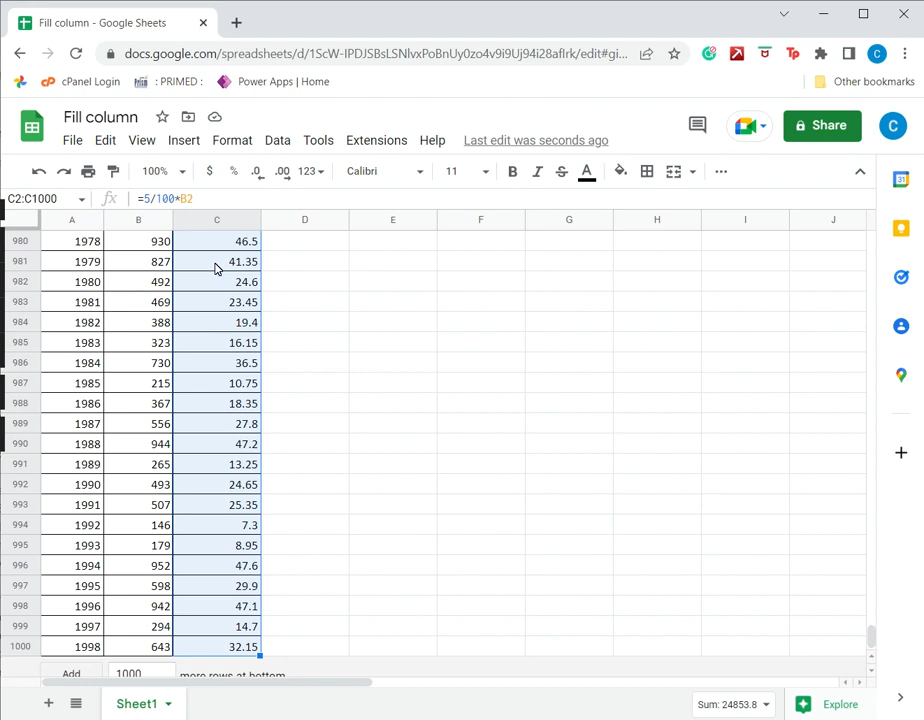 Fill column - Google Sheets
docs.google.com/spreadsheets/d/1ScW-IPDJSBsLSNlvxPoBnUy0zo4v9i9Uj94i28aflrk/edit#gi...
cPanel Login : PRIMED : Power Apps | Home Other bookmarks
Fill column
File Edit View Insert Format Data Tools Extensions Help Last edit was seconds ago
Share C
100% $ % .0 .00 123 Calibri 11 B I S A
C2:C1000 fx =5/100*B2
A B C D E F G H I J
980 1978 930 46.5
981 1979 827 41.35
982 1980 492 24.6
983 1981 469 23.45
984 1982 388 19.4
985 1983 323 16.15
986 1984 730 36.5
987 1985 215 10.75
988 1986 367 18.35
989 1987 556 27.8
990 1988 944 47.2
991 1989 265 13.25
992 1990 493 24.65
993 1991 507 25.35
994 1992 146 7.3
995 1993 179 8.95
996 1994 952 47.6
997 1995 598 29.9
998 1996 942 47.1
999 1997 294 14.7
1000 1998 643 32.15
Add 1000 more rows at bottom
Sheet1 Sum: 24853.8 Explore